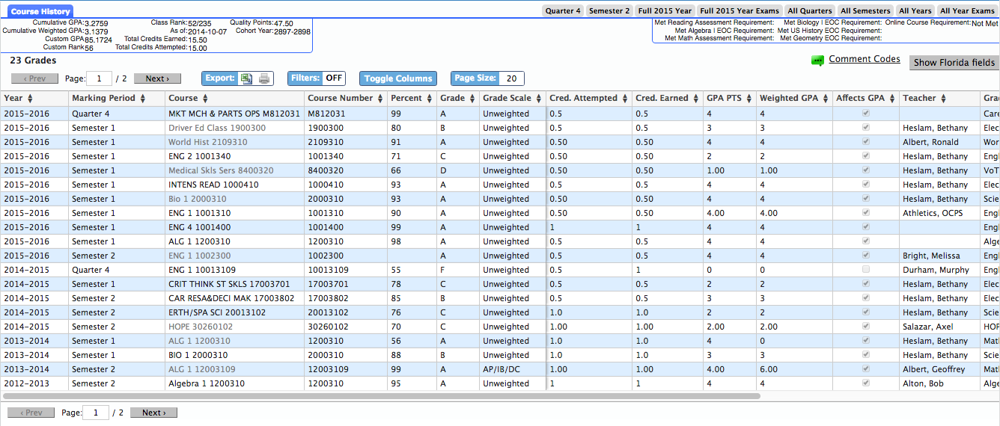 Course History Quarter 4 Semester 2 Full 2015 Year Full 2015 Year Exams All Quarters All Semesters All Years All Year Exams
Cumulative GPA: 3.2759 Class Rank: 52/235 Quality Points: 47.50 Met Reading Assessment Requirement: Met Biology I EOC Requirement: Online Course Requirement: Not Met
Cumulative Weighted GPA: 3.1379 As of: 2014-10-07 Cohort Year: 2897-2898 Met Algebra I EOC Requirement: Met US History EOC Requirement:
Custom GPA 85.1724 Total Credits Earned: 15.50 Met Math Assessment Requirement: Met Geometry EOC Requirement:
Custom Rank 56 Total Credits Attempted: 15.00
23 Grades Comment Codes Show Florida fields
‹ Prev Page: 1 / 2 Next › Export: Filters: OFF Toggle Columns Page Size: 20
Year Marking Period Course Course Number Percent Grade Grade Scale Cred. Attempted Cred. Earned GPA PTS Weighted GPA Affects GPA Teacher Gra
2015-2016 Quarter 4 MKT MCH & PARTS OPS M812031 M812031 99 A Unweighted 0.5 0.5 4 4 Care
2015-2016 Semester 1 Driver Ed Class 1900300 1900300 80 B Unweighted 0.5 0.5 3 3 Heslam, Bethany Elec
2015-2016 Semester 1 World Hist 2109310 2109310 91 A Unweighted 0.50 0.50 4 4 Albert, Ronald Wor
2015-2016 Semester 1 ENG 2 1001340 1001340 71 C Unweighted 0.50 0.50 2 2 Heslam, Bethany Engl
2015-2016 Semester 1 Medical Skls Sers 8400320 8400320 66 D Unweighted 0.50 0.50 1.00 1.00 Heslam, Bethany VoT
2015-2016 Semester 1 INTENS READ 1000410 1000410 93 A Unweighted 0.5 0.5 4 4 Heslam, Bethany Elec
2015-2016 Semester 1 Bio 1 2000310 2000310 93 A Unweighted 0.50 0.50 4 4 Heslam, Bethany Scie
2015-2016 Semester 1 ENG 1 1001310 1001310 90 A Unweighted 0.50 0.50 4.00 4.00 Athletics, OCPS Engl
2015-2016 Semester 1 ENG 4 1001400 1001400 99 A Unweighted 1 1 4 4 Engl
2015-2016 Semester 1 ALG 1 1200310 1200310 98 A Unweighted 0.5 0.5 4 4 Alge
2015-2016 Semester 2 ENG 1 1002300 1002300 A Unweighted 0.5 0.5 4 4 Bright, Melissa Engl
2014-2015 Quarter 4 ENG 1 10013109 10013109 55 F Unweighted 0.5 1 0 0 Durham, Murphy Engl
2014-2015 Semester 1 CRIT THINK ST SKLS 17003701 17003701 78 C Unweighted 0.5 0.5 2 2 Heslam, Bethany Elec
2014-2015 Semester 2 CAR RESA&DECI MAK 17003802 17003802 85 B Unweighted 0.5 0.5 3 3 Heslam, Bethany Elec
2014-2015 Semester 2 ERTH/SPA SCI 20013102 20013102 76 C Unweighted 1.0 1.0 2 2 Heslam, Bethany Scie
2014-2015 Semester 2 HOPE 30260102 30260102 70 C Unweighted 1.00 1.00 2.00 2.00 Salazar, Axel HOP
2013-2014 Semester 1 ALG 1 1200310 1200310 56 A Unweighted 1.0 1.0 4 0 Heslam, Bethany Mat
2013-2014 Semester 1 BIO 1 2000310 2000310 88 B Unweighted 1.0 1.0 3 3 Heslam, Bethany Scie
2013-2014 Semester 2 ALG 1 12003109 12003109 99 A AP/IB/DC 1.00 1.00 4.00 6.00 Albert, Geoffrey Mat
2012-2013 Semester 2 Algebra 1 1200310 1200310 95 A Unweighted 1 1 4 4 Alton, Bob Alge
‹ Prev Page: 1 / 2 Next ›